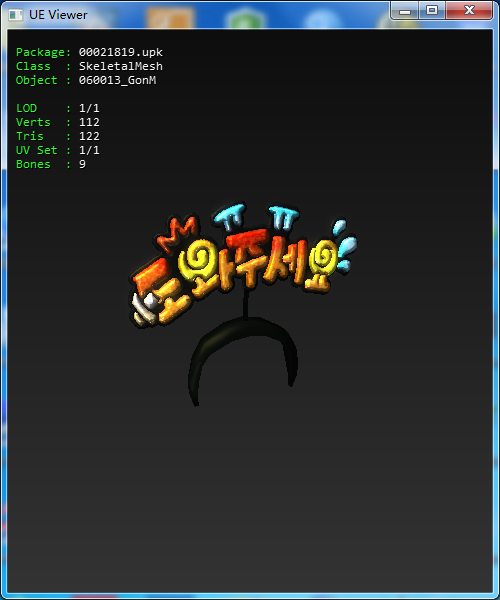 UE Viewer
Package: 00021819.upk
Class : SkeletalMesh
Object : 060013_GonM
LOD : 1/1
Verts : 112
Tris : 122
UV Set : 1/1
Bones : 9
ㅠ ㅠ
도와주세요